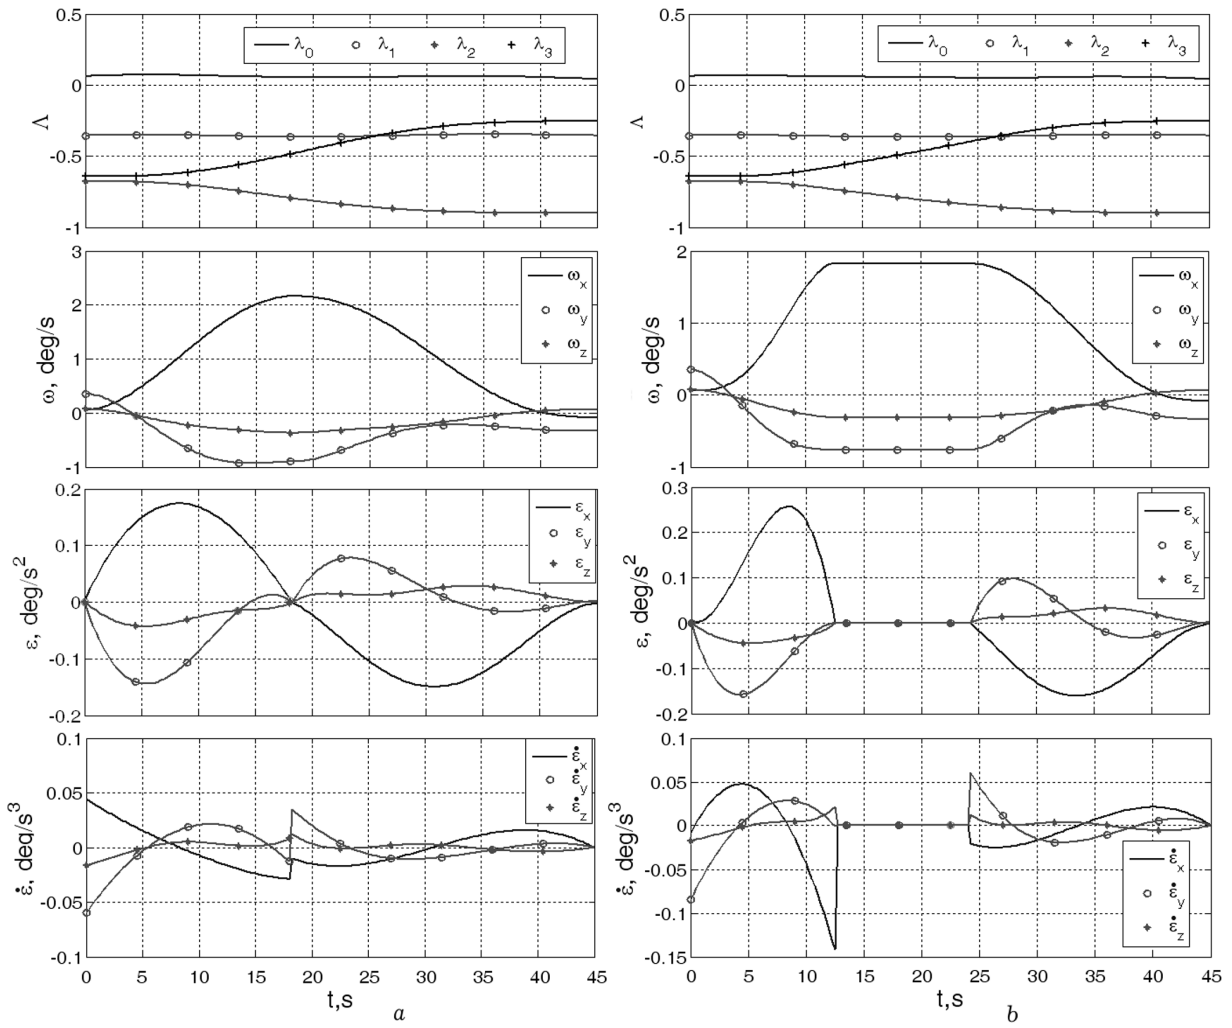 0.5
0
-0.5
-1
Λ
λ0 λ1 λ2 λ3
0.5
0
-0.5
-1
Λ
λ0 λ1 λ2 λ3
3
2
1
0
-1
ω, deg/s
ωx
ωy
ωz
2
1
0
-1
ω, deg/s
ωx
ωy
ωz
0.2
0.1
0
-0.1
-0.2
ε, deg/s²
εx
εy
εz
0.3
0.2
0.1
0
-0.1
-0.2
ε, deg/s²
εx
εy
εz
0.1
0.05
0
-0.05
-0.1
ε̇, deg/s³
ε̇x
ε̇y
ε̇z
0 5 10 15 20 25 30 35 40 45
t,s
a
0.1
0.05
0
-0.05
-0.1
-0.15
ε̇, deg/s³
ε̇x
ε̇y
ε̇z
0 5 10 15 20 25 30 35 40 45
t,s
b